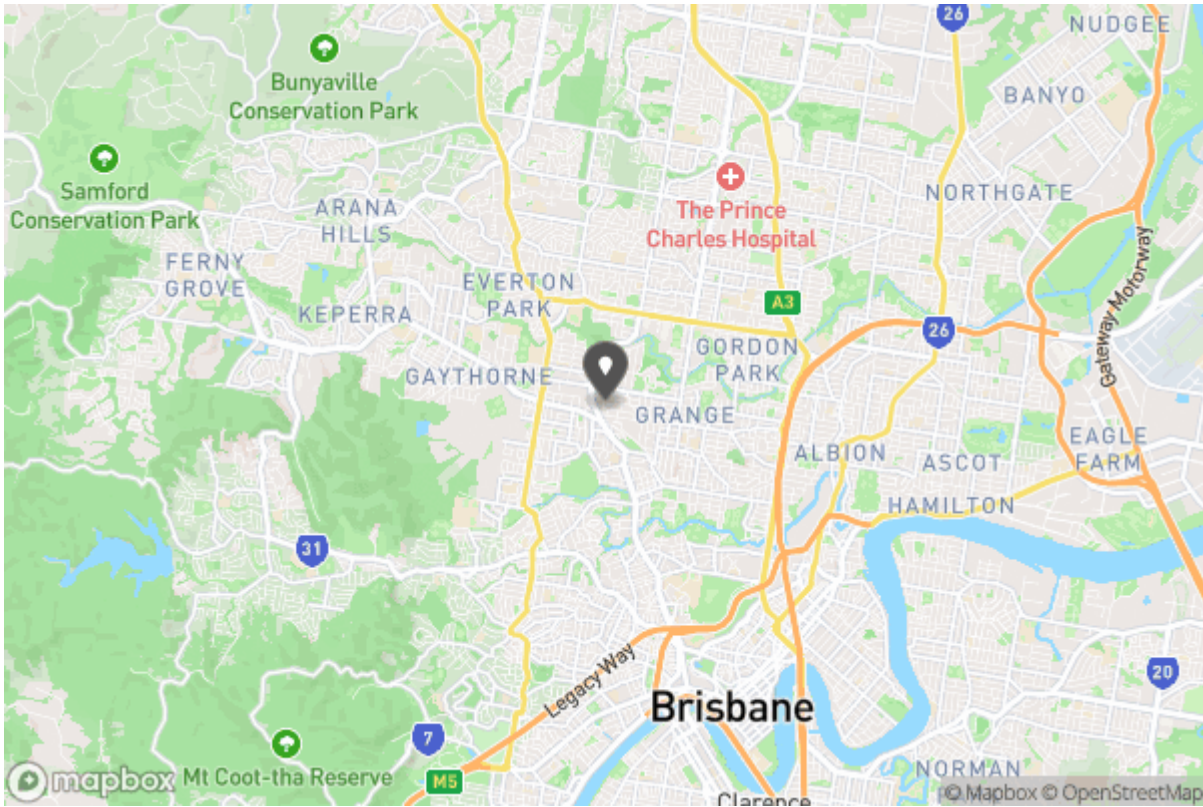 26
NUDGEE
Bunyaville
Conservation Park
BANYO
Samford
Conservation Park
The Prince
Charles Hospital
NORTHGATE
ARANA
HILLS
FERNY
GROVE
EVERTON
PARK
KEPERRA
A3
26
Gateway Motorway
GORDON
PARK
GAYTHORNE
GRANGE
ALBION
ASCOT
EAGLE
FARM
HAMILTON
31
Legacy Way
20
Brisbane
7
Mt Coot-tha Reserve
M5
NORMAN
mapbox
Clarence
© Mapbox © OpenStreetMap